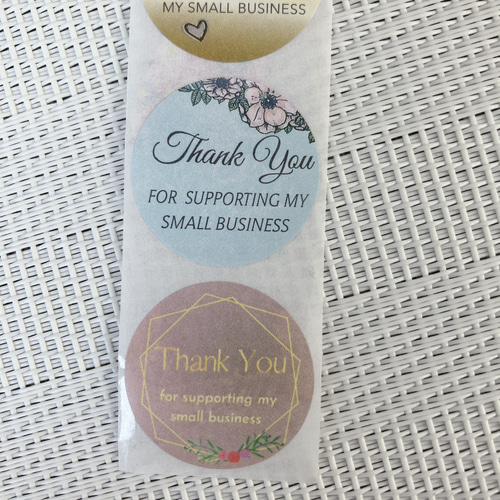 MY SMALL BUSINESS
Thank You
FOR SUPPORTING MY
SMALL BUSINESS
Thank You
for supporting my
small business